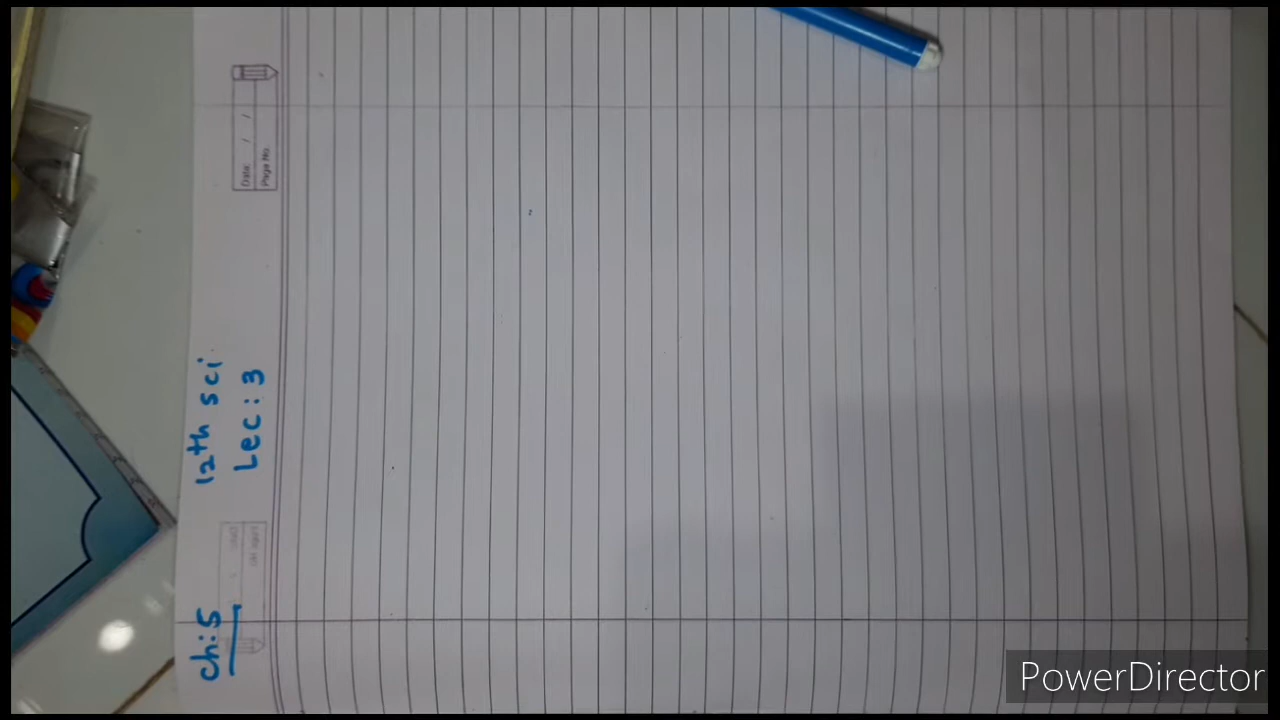 ch:5
12th sci
Lec: 3
Date: / /
Page No.
PowerDirector